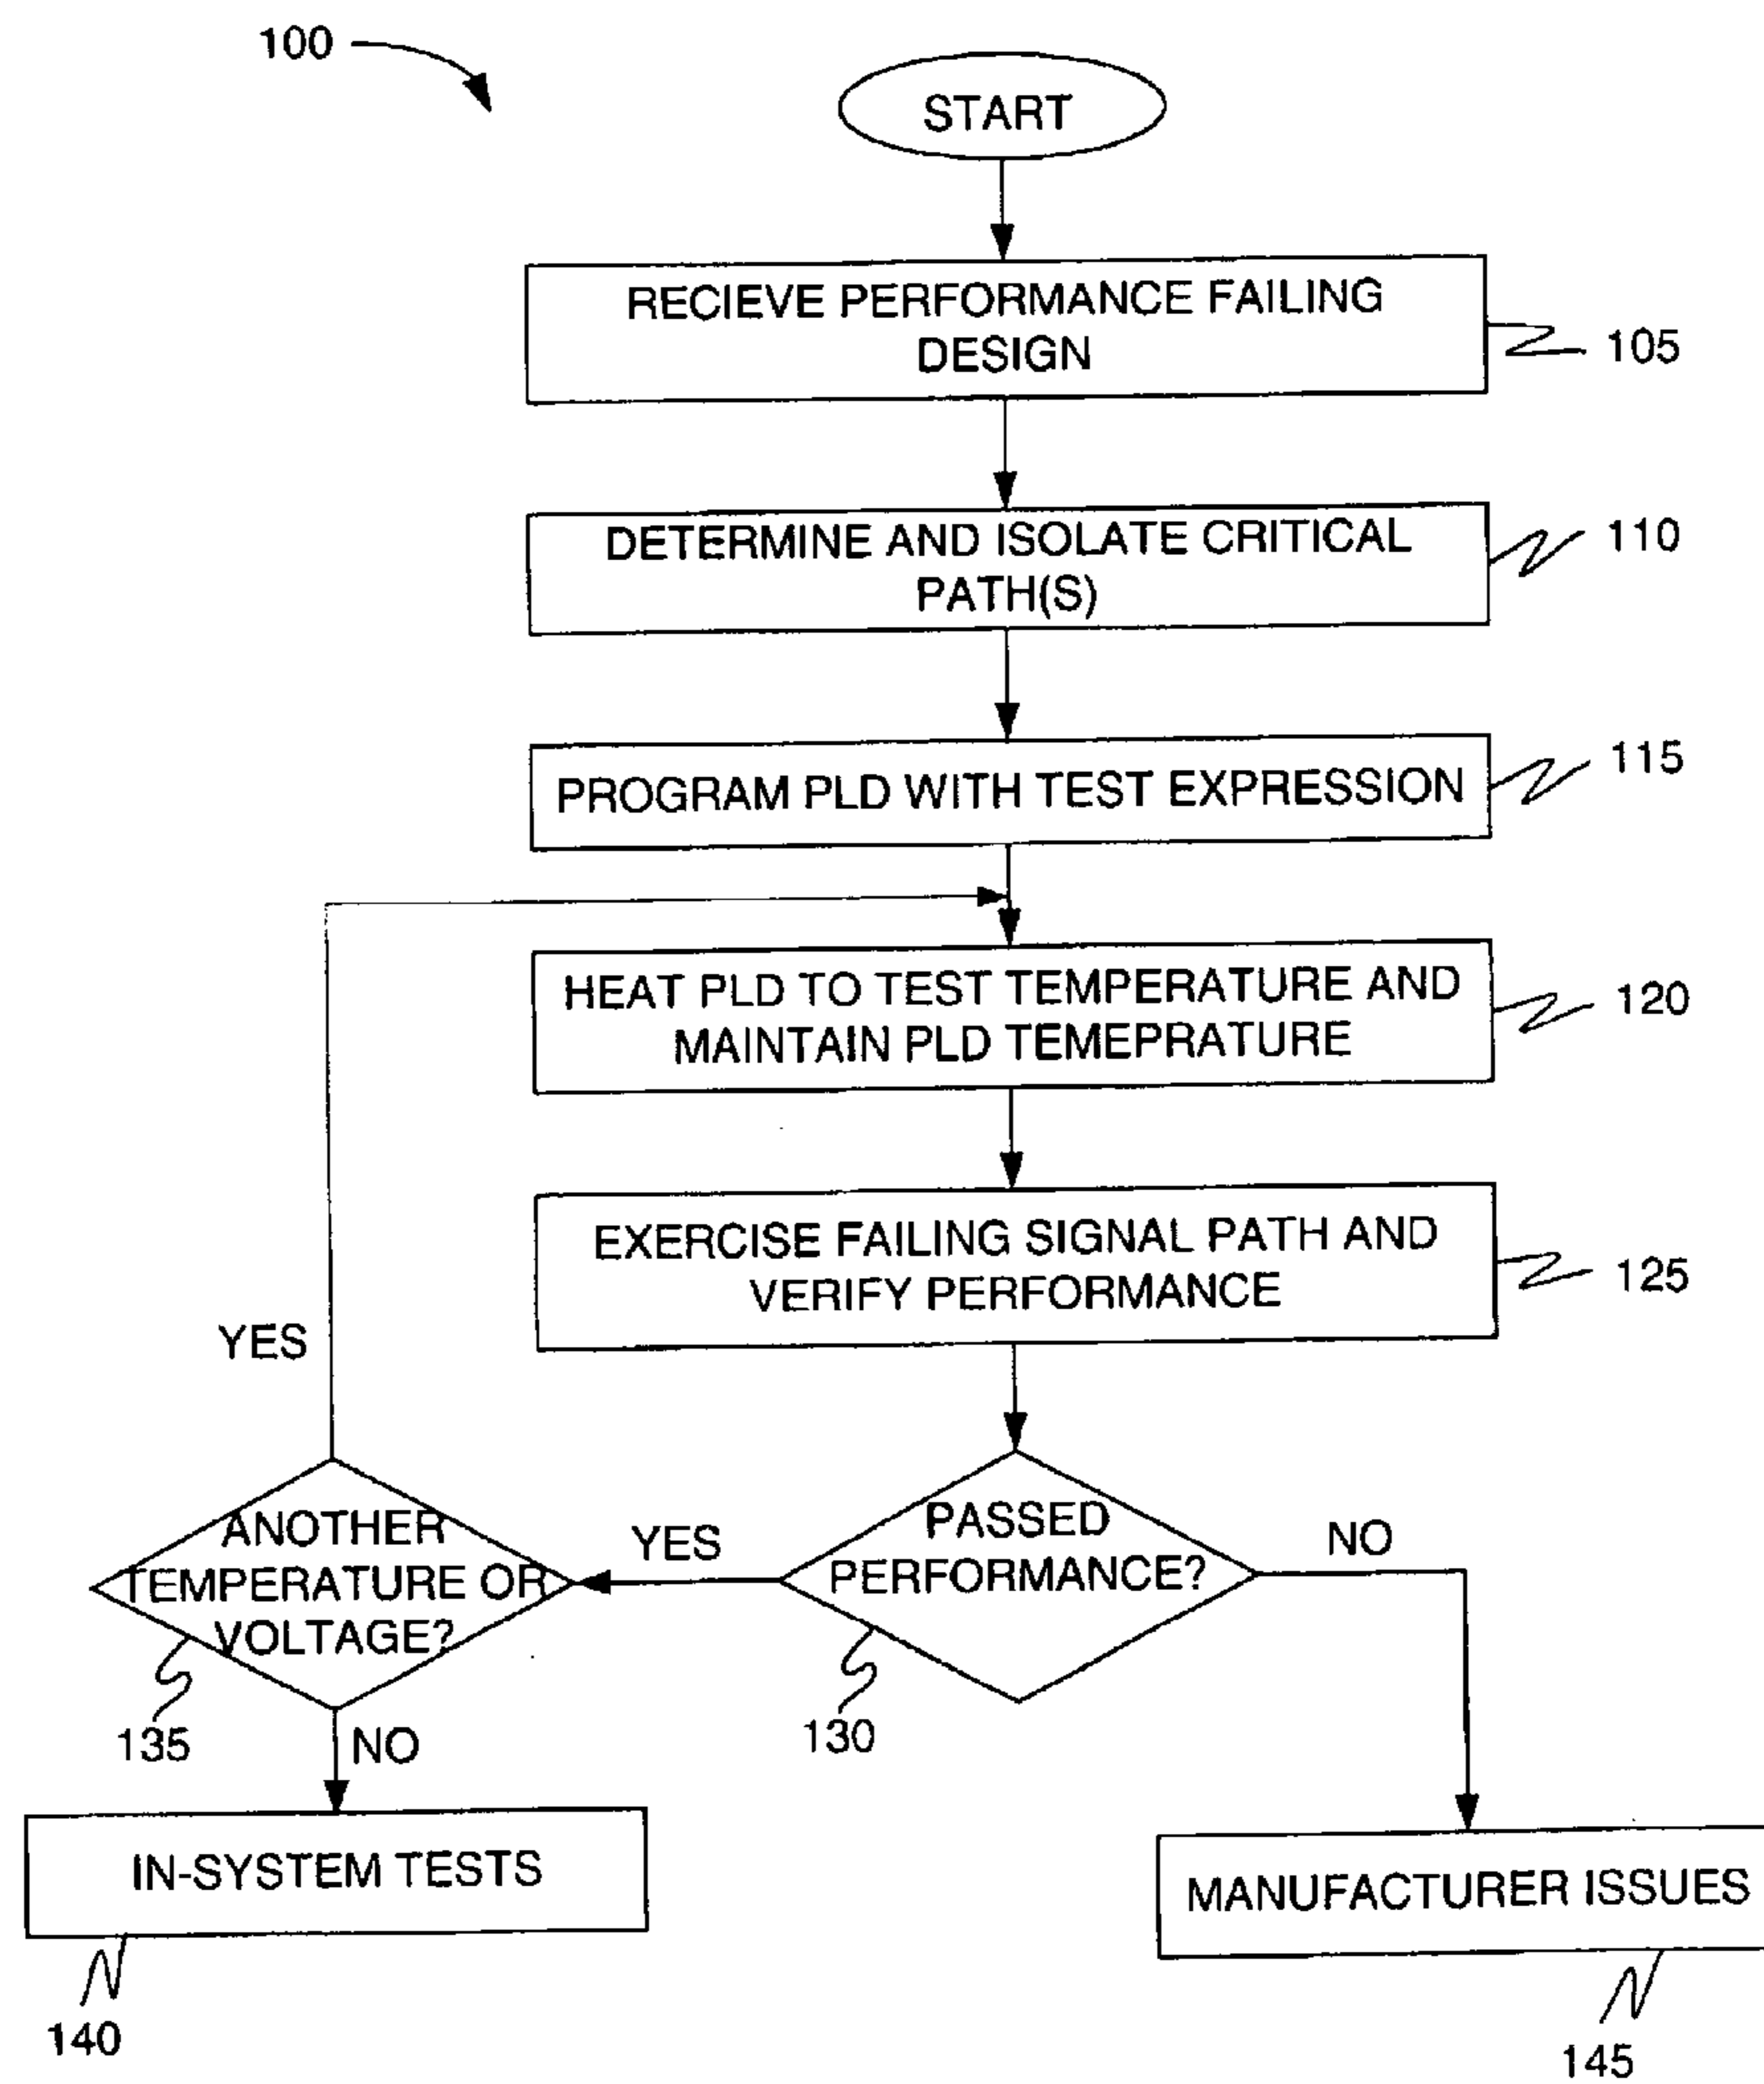 100
START
RECIEVE PERFORMANCE FAILING
DESIGN
105
DETERMINE AND ISOLATE CRITICAL
PATH(S)
110
PROGRAM PLD WITH TEST EXPRESSION
115
HEAT PLD TO TEST TEMPERATURE AND
MAINTAIN PLD TEMEPRATURE
120
EXERCISE FAILING SIGNAL PATH AND
VERIFY PERFORMANCE
125
YES
ANOTHER
TEMPERATURE OR
VOLTAGE?
135
YES
PASSED
PERFORMANCE?
130
NO
NO
IN-SYSTEM TESTS
140
MANUFACTURER ISSUES
145